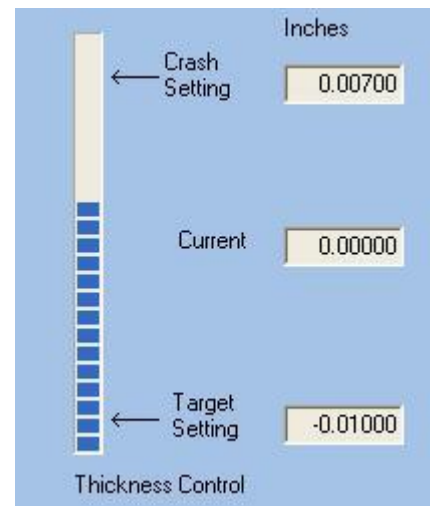 Inches
Crash
Setting
0.00700
Current
0.00000
Target
Setting
-0.01000
Thickness Control